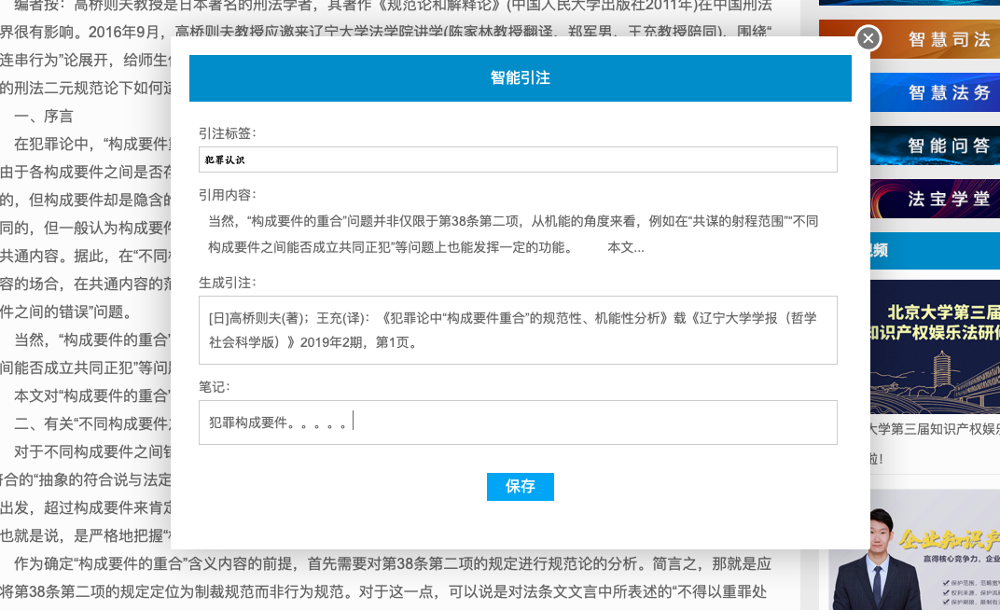 编者按：高桥则夫教授是日本著名的刑法学者，其著作《规范论和解释论》(中国人民大学出版社2011年)在中国刑法
界很有影响。2016年9月，高桥则夫教授应邀来辽宁大学法学院讲学(陈家林教授翻译、郑军男、王充教授陪同)，围绕“
连串行为”论展开，给师生
的刑法二元规范论下如何
一、序言
在犯罪论中，“构成要件
由于各构成要件之间是否
的，但构成要件却是隐含的
同的，但一般认为构成要件
共通内容。据此，在“不同
容的场合，在共通内容的
件之间的错误”问题。
当然，“构成要件的重合”
间能否成立共同正犯”等问
本文对“构成要件的重合”
二、有关“不同构成要件
对于不同构成要件之间
符合的“抽象的符合说与法定
出发，超过构成要件来肯定
也就是说，是严格地把握“
作为确定“构成要件的重合”含义内容的前提，首先需要对第38条第二项的规定进行规范论的分析。简言之，那就是应
将第38条第二项的规定定位为制裁规范而非行为规范。对于这一点，可以说是对法条文文言中所表述的“不得以重罪处
智能引注
引注标签：
犯罪认识
引用内容：
当然，“构成要件的重合”问题并非仅限于第38条第二项，从机能的角度来看，例如在“共谋的射程范围”“不同
构成要件之间能否成立共同正犯”等问题上也能发挥一定的功能。 本文...
生成引注：
[日]高桥则夫(著)；王充(译)：《犯罪论中“构成要件重合”的规范性、机能性分析》载《辽宁大学学报（哲学
社会科学版）》2019年2期，第1页。
笔记：
犯罪构成要件。。。。。
保存
智慧司法
智慧法务
智能问答
法宝学堂
视频
北京大学第三届
知识产权娱乐法研修
大学第三届知识产权娱乐
啦！
企业知识产
赢得核心竞争力，企业